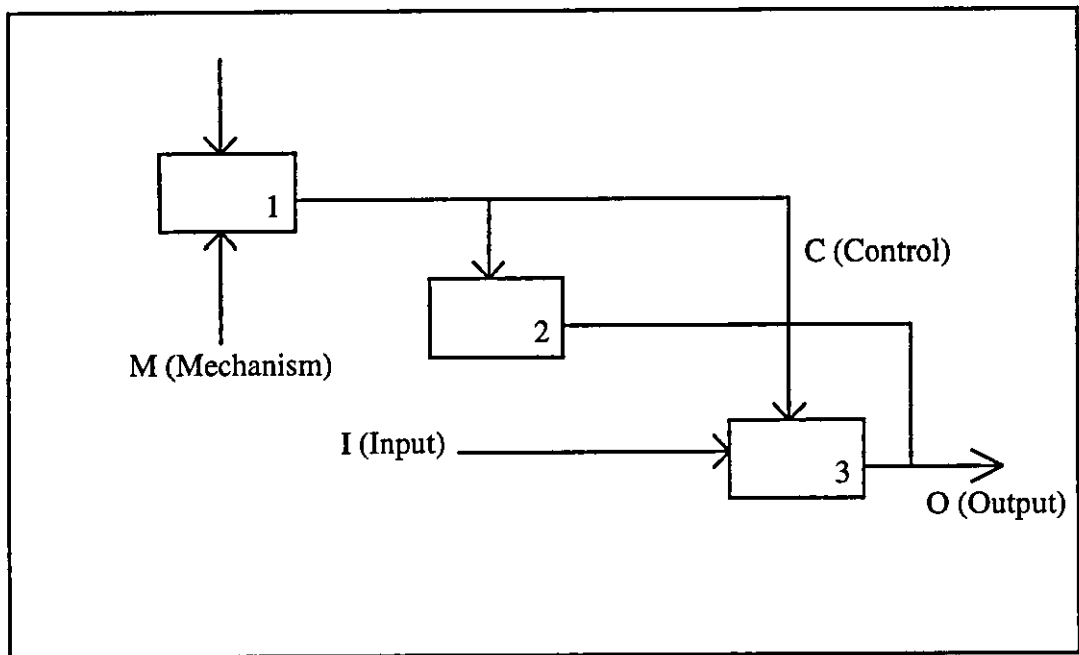 1
C (Control)
2
M (Mechanism)
I (Input)
3
O (Output)